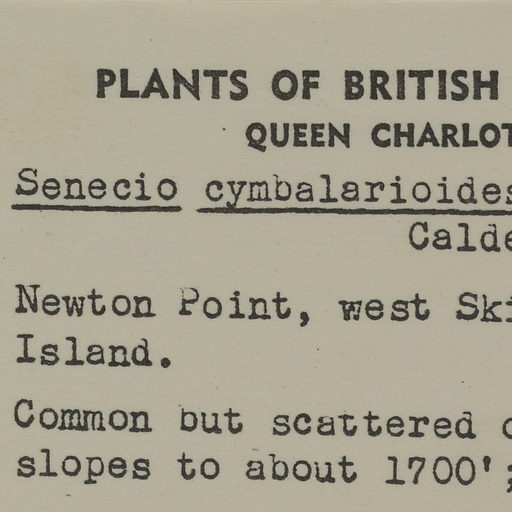 PLANTS OF BRITISH
QUEEN CHARLOT
Senecio cymbalarioides
Calde
Newton Point, west Ski
Island.
Common but scattered
slopes to about 1700';